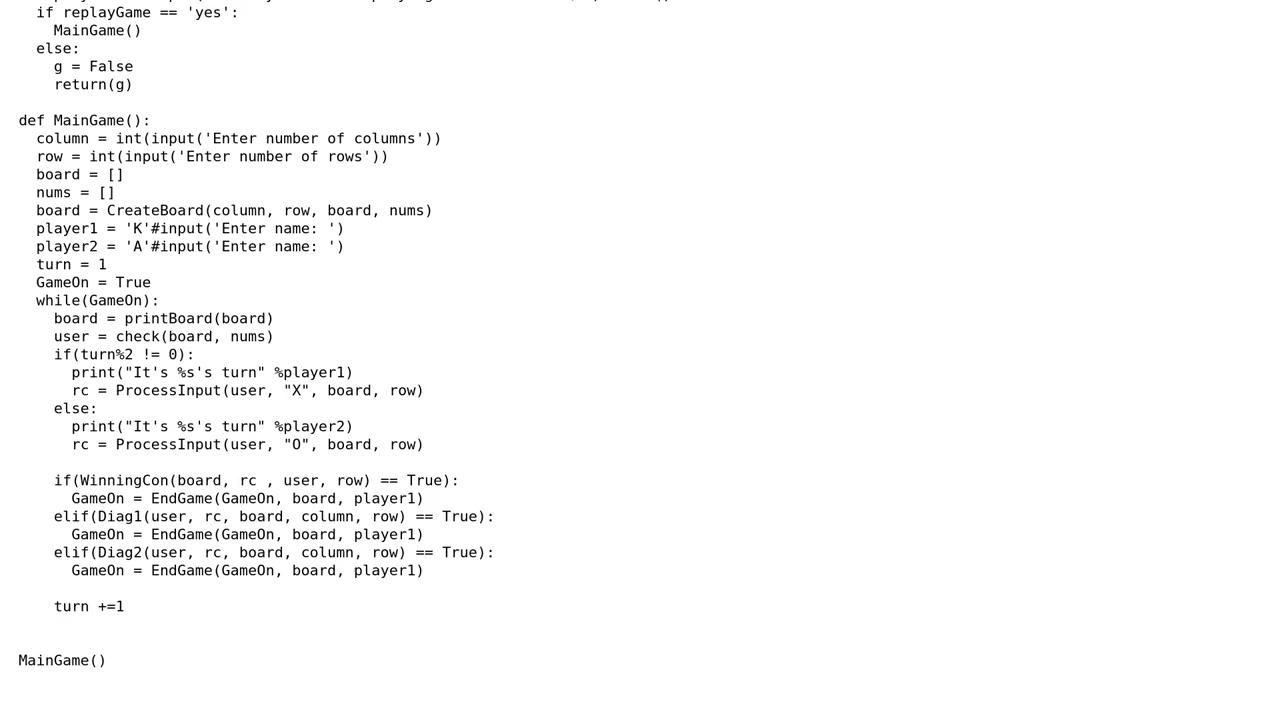 if replayGame == 'yes':
MainGame()
else:
g = False
return(g)
def MainGame():
column = int(input('Enter number of columns'))
row = int(input('Enter number of rows'))
board = []
nums = []
board = CreateBoard(column, row, board, nums)
player1 = 'K'#input('Enter name: ')
player2 = 'A'#input('Enter name: ')
turn = 1
GameOn = True
while(GameOn):
board = printBoard(board)
user = check(board, nums)
if(turn%2 != 0):
print("It's %s's turn" %player1)
rc = ProcessInput(user, "X", board, row)
else:
print("It's %s's turn" %player2)
rc = ProcessInput(user, "O", board, row)
if(WinningCon(board, rc , user, row) == True):
GameOn = EndGame(GameOn, board, player1)
elif(Diag1(user, rc, board, column, row) == True):
GameOn = EndGame(GameOn, board, player1)
elif(Diag2(user, rc, board, column, row) == True):
GameOn = EndGame(GameOn, board, player1)
turn +=1
MainGame()